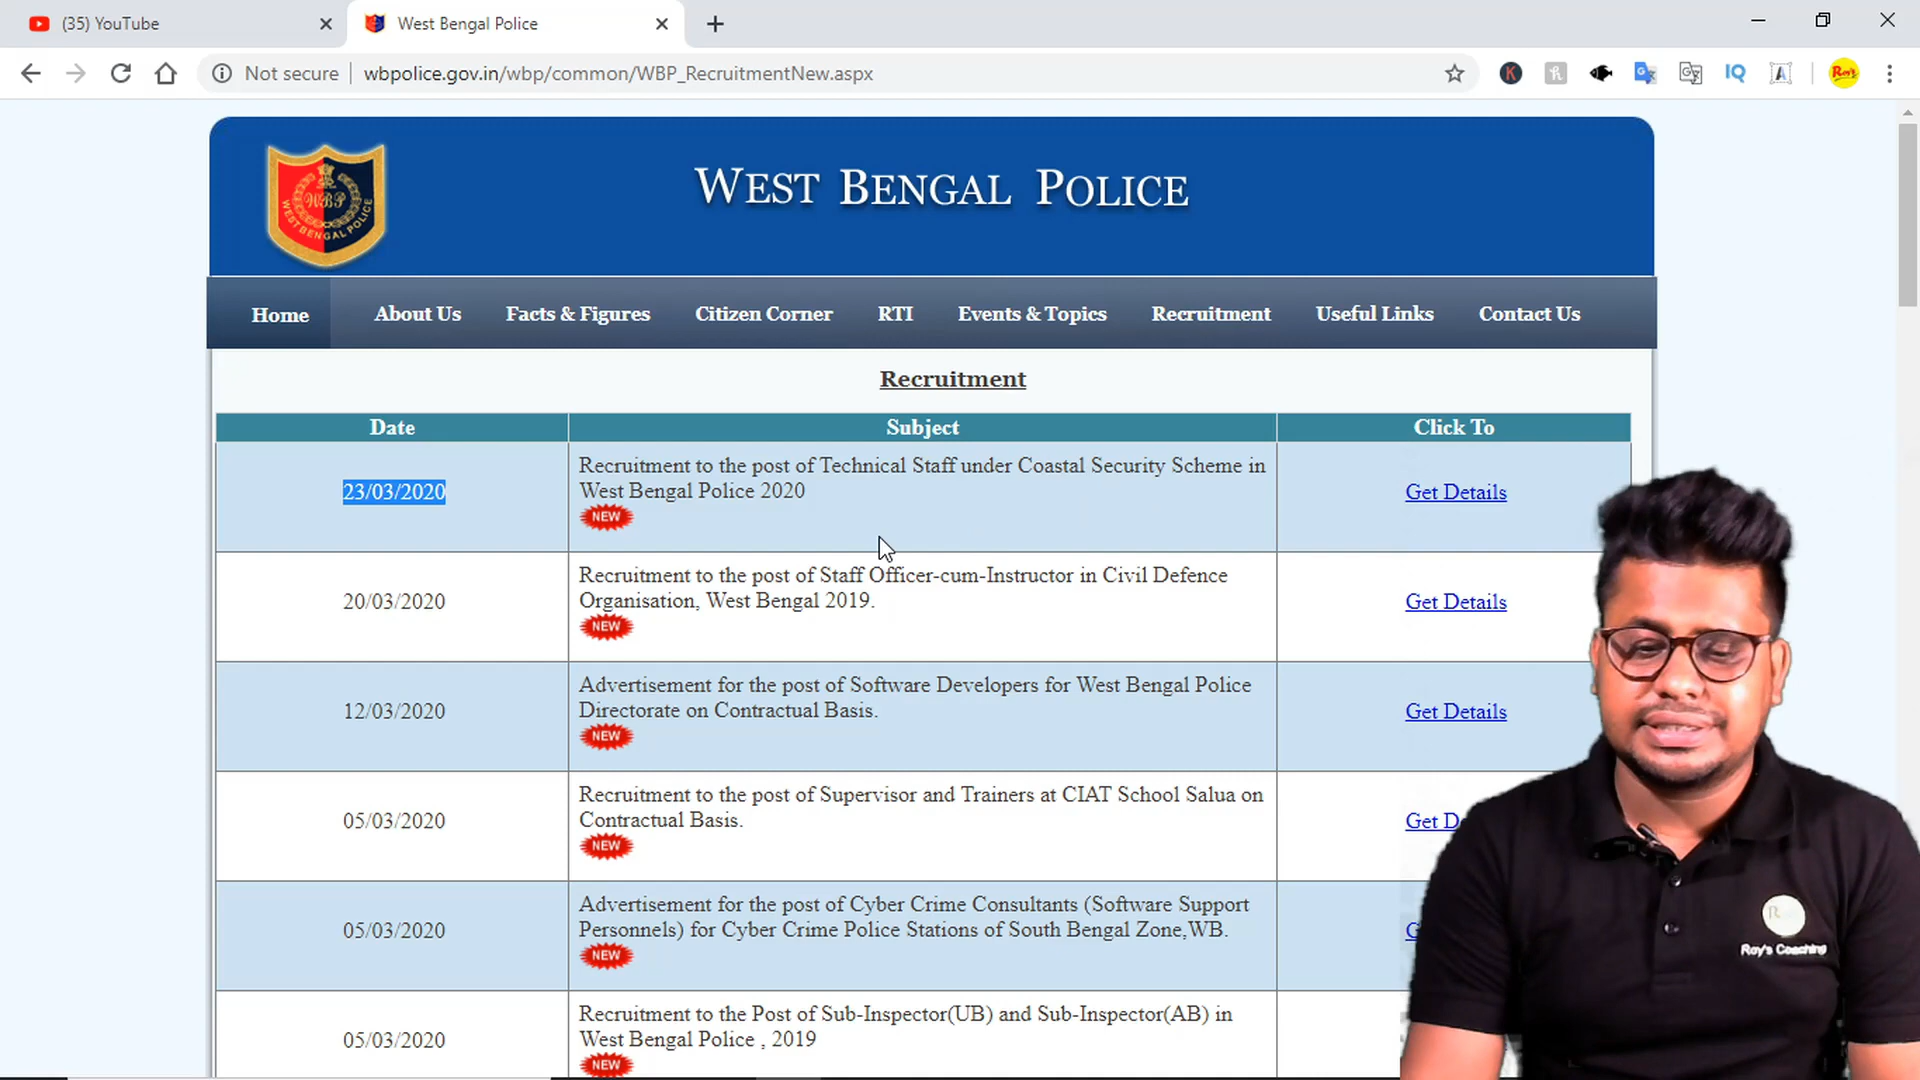 (35) YouTube
West Bengal Police
Not secure
wbpolice.gov.in/wbp/common/WBP_RecruitmentNew.aspx
K
IQ
A
Roy's
WBP
WEST BENGAL POLICE
WEST BENGAL POLICE
Home
About Us
Facts & Figures
Citizen Corner
RTI
Events & Topics
Recruitment
Useful Links
Contact Us
Recruitment
Date
Subject
Click To
23/03/2020
Recruitment to the post of Technical Staff under Coastal Security Scheme in
West Bengal Police 2020
NEW
Get Details
20/03/2020
Recruitment to the post of Staff Officer-cum-Instructor in Civil Defence
Organisation, West Bengal 2019.
NEW
Get Details
12/03/2020
Advertisement for the post of Software Developers for West Bengal Police
Directorate on Contractual Basis.
NEW
Get Details
05/03/2020
Recruitment to the post of Supervisor and Trainers at CIAT School Salua on
Contractual Basis.
NEW
Get D
05/03/2020
Advertisement for the post of Cyber Crime Consultants (Software Support
Personnels) for Cyber Crime Police Stations of South Bengal Zone,WB.
NEW
G
05/03/2020
Recruitment to the Post of Sub-Inspector(UB) and Sub-Inspector(AB) in
West Bengal Police , 2019
NEW
Roy's Coaching